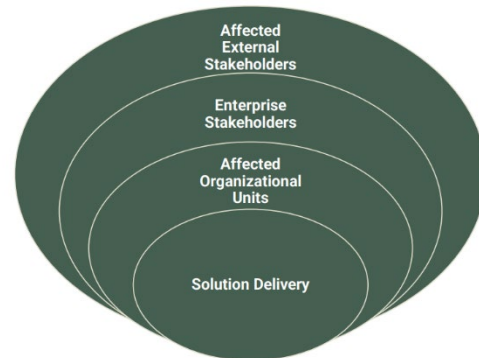 Affected
External
Stakeholders
Enterprise
Stakeholders
Affected
Organizational
Units
Solution Delivery